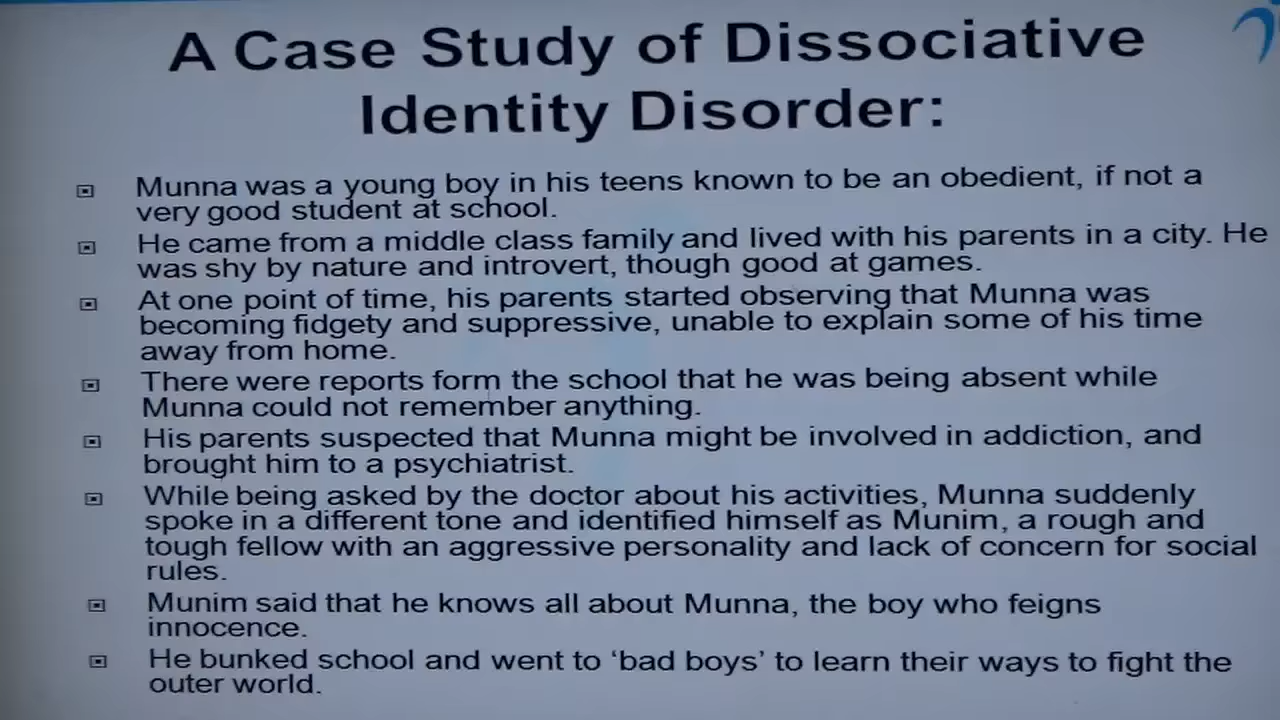 A Case Study of Dissociative
Identity Disorder:
Munna was a young boy in his teens known to be an obedient, if not a
very good student at school.
He came from a middle class family and lived with his parents in a city. He
was shy by nature and introvert, though good at games.
At one point of time, his parents started observing that Munna was
becoming fidgety and suppressive, unable to explain some of his time
away from home.
There were reports form the school that he was being absent while
Munna could not remember anything.
His parents suspected that Munna might be involved in addiction, and
brought him to a psychiatrist.
While being asked by the doctor about his activities, Munna suddenly
spoke in a different tone and identified himself as Munim, a rough and
tough fellow with an aggressive personality and lack of concern for social
rules.
Munim said that he knows all about Munna, the boy who feigns
innocence.
He bunked school and went to ‘bad boys’ to learn their ways to fight the
outer world.